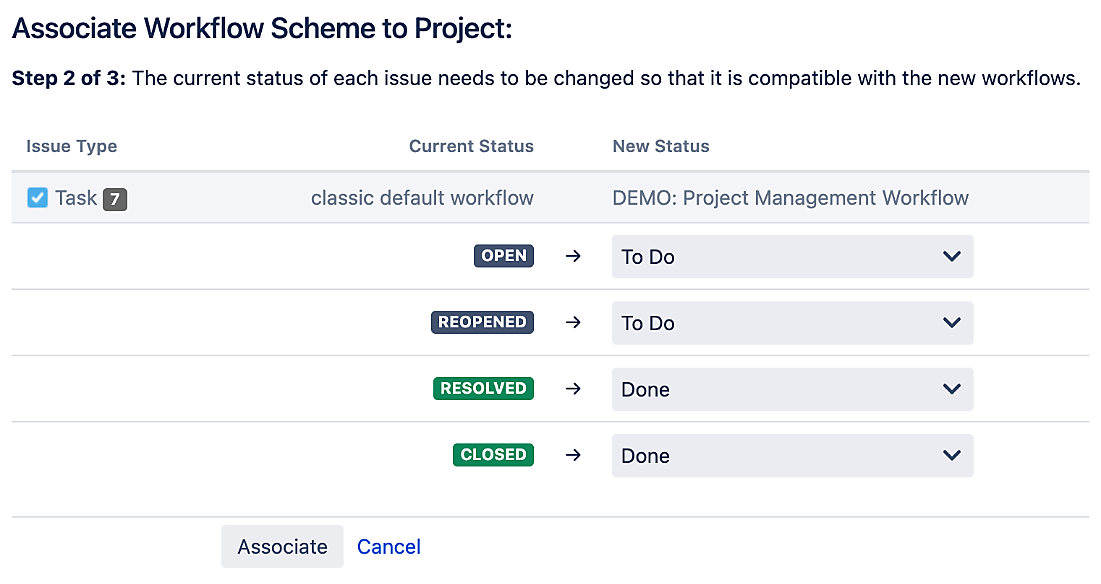 Associate Workflow Scheme to Project:
Step 2 of 3: The current status of each issue needs to be changed so that it is compatible with the new workflows.
Issue Type Current Status New Status
Task 7 classic default workflow DEMO: Project Management Workflow
OPEN → To Do
REOPENED → To Do
RESOLVED → Done
CLOSED → Done
Associate Cancel